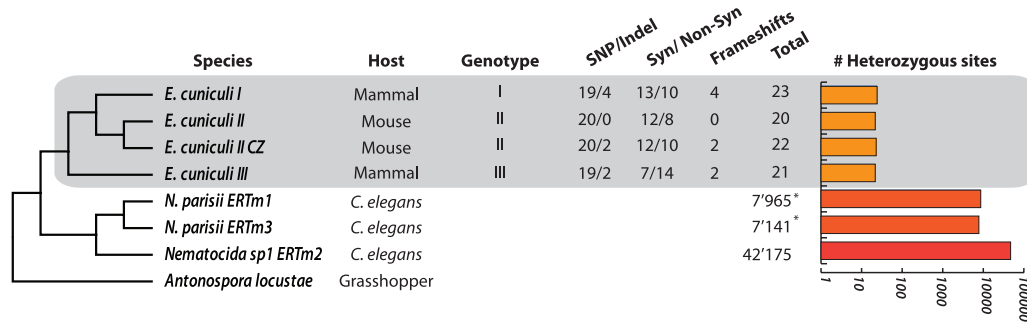 Species Host Genotype SNP/Indel Syn/ Non-Syn Frameshifts Total # Heterozygous sites
E. cuniculi I Mammal I 19/4 13/10 4 23
E. cuniculi II Mouse II 20/0 12/8 0 20
E. cuniculi II CZ Mouse II 20/2 12/10 2 22
E. cuniculi III Mammal III 19/2 7/14 2 21
N. parisii ERTm1 C. elegans 7’965*
N. parisii ERTm3 C. elegans 7’141*
Nematocida sp1 ERTm2 C. elegans 42’175
Antonospora locustae Grasshopper
1 10 100 1000 10000 100000